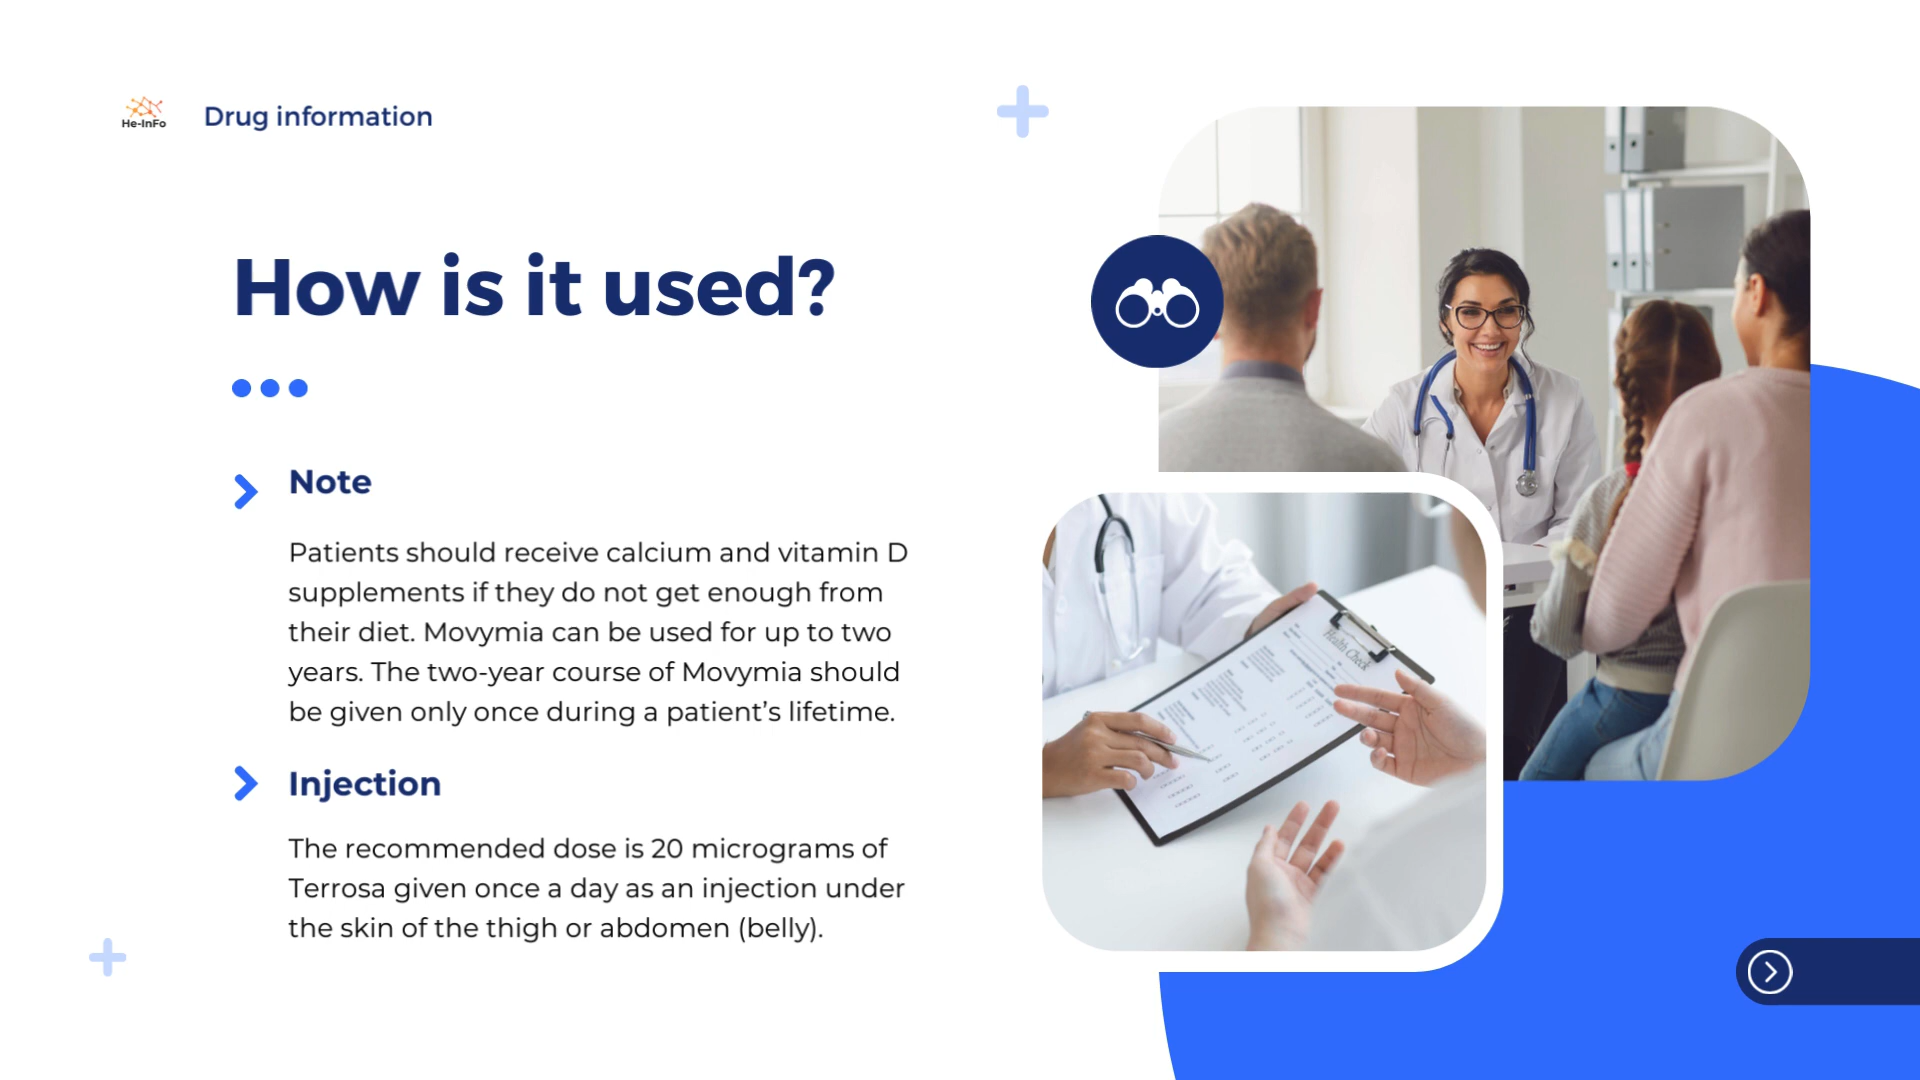 He-InFo
Drug information
How is it used?
Note
Patients should receive calcium and vitamin D
supplements if they do not get enough from
their diet. Movymia can be used for up to two
years. The two-year course of Movymia should
be given only once during a patient’s lifetime.
Injection
The recommended dose is 20 micrograms of
Terrosa given once a day as an injection under
the skin of the thigh or abdomen (belly).
Health Check